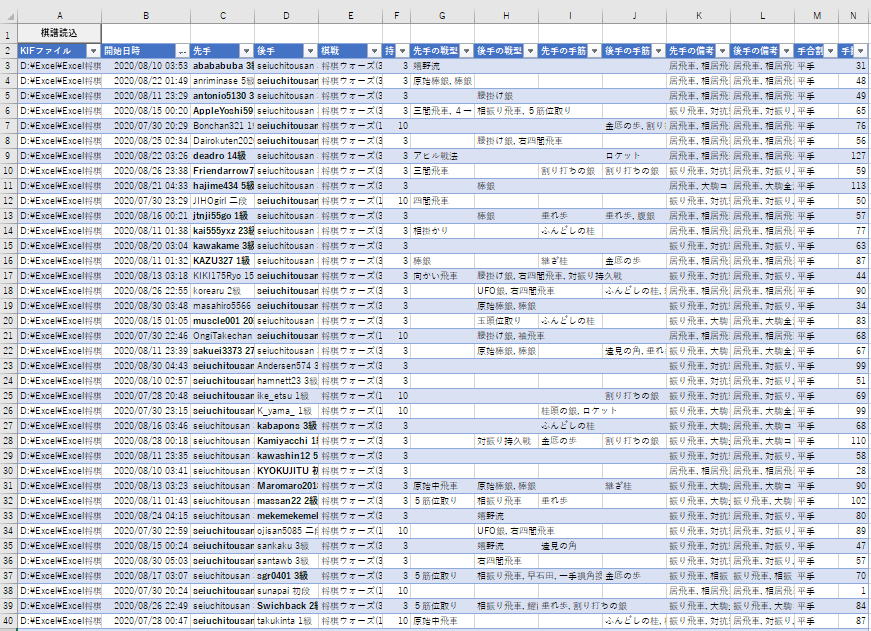 A B C D E F G H I J K L M N
1 棋譜読込
2 KIFファイル 開始日時 先手 後手 棋戦 持 先手の戦型 後手の戦型 先手の手筋 後手の手筋 先手の備考 後手の備考 手合割 手数
3 D:¥Excel¥Excel将棋 2020/08/10 03:53 abababuba 3級 seiuchitousan 将棋ウォーズ(3 3 嬉野流 居飛車, 相居飛 居飛車, 相居飛 平手 31
4 D:¥Excel¥Excel将棋 2020/08/22 01:49 anriminase 5級 seiuchitousan 将棋ウォーズ(3 3 原始棒銀, 棒銀 居飛車, 相居飛 居飛車, 相居飛 平手 48
5 D:¥Excel¥Excel将棋 2020/08/11 23:29 antonio5130 3 seiuchitousan 将棋ウォーズ(3 3 腰掛け銀 居飛車, 相居飛 居飛車, 相居飛 平手 49
6 D:¥Excel¥Excel将棋 2020/08/15 00:20 AppleYoshi59 seiuchitousan 将棋ウォーズ(3 3 三間飛車, 4一 相振り飛車, 5筋位取り 振り飛車, 対抗 居飛車, 対振り, 平手 65
7 D:¥Excel¥Excel将棋 2020/07/30 20:29 Bonchan321 1 seiuchitousan 将棋ウォーズ(1 10 金底の歩, 割り 居飛車, 相居飛 居飛車, 相居飛 平手 76
8 D:¥Excel¥Excel将棋 2020/08/25 02:34 Dairokuten202 seiuchitousan 将棋ウォーズ(3 3 腰掛け銀, 右四間飛車 居飛車, 相居飛 居飛車, 相居飛 平手 56
9 D:¥Excel¥Excel将棋 2020/08/22 03:26 deadro 14級 seiuchitousan 将棋ウォーズ(3 3 アヒル戦法 ロケット 居飛車, 相居飛 居飛車, 相居飛 平手 127
10 D:¥Excel¥Excel将棋 2020/08/26 23:38 Friendarrow7 seiuchitousan 将棋ウォーズ(3 3 三間飛車 割り打ちの銀 割り打ちの銀 振り飛車, 対抗 居飛車, 対振り, 平手 59
11 D:¥Excel¥Excel将棋 2020/08/21 04:33 hajime434 5級 seiuchitousan 将棋ウォーズ(3 3 棒銀 居飛車, 大駒コ 居飛車, 大駒全 平手 113
12 D:¥Excel¥Excel将棋 2020/07/30 23:29 JIHOgirl 二段 seiuchitousan 将棋ウォーズ(1 10 四間飛車 振り飛車, 対抗 居飛車, 対振り, 平手 50
13 D:¥Excel¥Excel将棋 2020/08/16 00:21 jtnji55go 1級 seiuchitousan 将棋ウォーズ(3 3 棒銀 垂れ歩 垂れ歩, 腹銀 居飛車, 相居飛 居飛車, 相居飛 平手 57
14 D:¥Excel¥Excel将棋 2020/08/11 01:38 kai555yxz 23級 seiuchitousan 将棋ウォーズ(3 3 相掛かり ふんどしの桂 居飛車, 相居飛 居飛車, 相居飛 平手 77
15 D:¥Excel¥Excel将棋 2020/08/20 03:04 kawakame 3級 seiuchitousan 将棋ウォーズ(3 3 振り飛車, 対抗 居飛車, 対振り, 平手 63
16 D:¥Excel¥Excel将棋 2020/08/11 01:32 KAZU327 1級 seiuchitousan 将棋ウォーズ(3 3 棒銀 継ぎ桂 金底の歩 居飛車, 相居飛 居飛車, 相居飛 平手 87
17 D:¥Excel¥Excel将棋 2020/08/13 03:18 KIKI175Ryo 15 seiuchitousan 将棋ウォーズ(3 3 向かい飛車 腰掛け銀, 右四間飛車, 対振り持久戦 振り飛車, 対抗 居飛車, 対振り, 平手 44
18 D:¥Excel¥Excel将棋 2020/08/26 22:55 korearu 2級 seiuchitousan 将棋ウォーズ(3 3 UFO銀, 右四間飛車 ふんどしの桂, 居飛車, 相居飛 居飛車, 相居飛 平手 90
19 D:¥Excel¥Excel将棋 2020/08/30 03:48 masahiro5566 seiuchitousan 将棋ウォーズ(3 3 原始棒銀, 棒銀 振り飛車, 対抗 居飛車, 対振り, 平手 34
20 D:¥Excel¥Excel将棋 2020/08/15 01:05 muscle001 20 seiuchitousan 将棋ウォーズ(3 3 玉頭位取り ふんどしの桂 振り飛車, 大駒 居飛車, 大駒全 平手 83
21 D:¥Excel¥Excel将棋 2020/07/30 22:46 OngiTakechan seiuchitousan 将棋ウォーズ(1 10 腰掛け銀, 袖飛車 居飛車, 相居飛 居飛車, 相居飛 平手 68
22 D:¥Excel¥Excel将棋 2020/08/11 23:39 sakuei3373 27 seiuchitousan 将棋ウォーズ(3 3 原始棒銀, 棒銀 遠見の角, 垂れ 居飛車, 相居飛 居飛車, 相居飛 平手 67
23 D:¥Excel¥Excel将棋 2020/08/30 04:43 seiuchitousan Andersen574 3 将棋ウォーズ(3 3 振り飛車, 対抗 居飛車, 対振り, 平手 99
24 D:¥Excel¥Excel将棋 2020/08/10 02:57 seiuchitousan hamnett23 3級 将棋ウォーズ(3 3 振り飛車, 対抗 居飛車, 対振り, 平手 51
25 D:¥Excel¥Excel将棋 2020/07/28 20:48 seiuchitousan ike_etsu 1級 将棋ウォーズ(1 10 割り打ちの銀 振り飛車, 対抗 居飛車, 対振り, 平手 69
26 D:¥Excel¥Excel将棋 2020/07/30 23:15 seiuchitousan K_yama_ 1級 将棋ウォーズ(1 10 桂頭の銀, ロケット 振り飛車, 大駒 居飛車, 大駒全 平手 99
27 D:¥Excel¥Excel将棋 2020/08/16 03:46 seiuchitousan kabapons 3級 将棋ウォーズ(3 3 ふんどしの桂 振り飛車, 大駒 居飛車, 大駒コ 平手 68
28 D:¥Excel¥Excel将棋 2020/08/28 00:18 seiuchitousan Kamiyacchi 1 将棋ウォーズ(3 3 対振り持久戦 金底の歩 割り打ちの銀 振り飛車, 大駒 居飛車, 大駒コ 平手 110
29 D:¥Excel¥Excel将棋 2020/08/11 23:35 seiuchitousan kawashin12 5 将棋ウォーズ(3 3 振り飛車, 対抗 居飛車, 対振り, 平手 58
30 D:¥Excel¥Excel将棋 2020/08/10 03:41 seiuchitousan KYOKUJITU 初 将棋ウォーズ(3 3 居飛車, 相居飛 居飛車, 相居飛 平手 28
31 D:¥Excel¥Excel将棋 2020/08/13 03:23 seiuchitousan Maromaro201 将棋ウォーズ(3 3 原始中飛車 原始棒銀, 棒銀 継ぎ桂 振り飛車, 大駒 居飛車, 大駒コ 平手 90
32 D:¥Excel¥Excel将棋 2020/08/11 01:43 seiuchitousan massan22 2級 将棋ウォーズ(3 3 5筋位取り 相振り飛車 垂れ歩 振り飛車, 大駒 振り飛車, 大駒 平手 102
33 D:¥Excel¥Excel将棋 2020/08/24 04:15 seiuchitousan mekemekemel 将棋ウォーズ(3 3 嬉野流 振り飛車, 対抗 居飛車, 対振り, 平手 80
34 D:¥Excel¥Excel将棋 2020/07/30 22:59 seiuchitousan ojisan5085 二 将棋ウォーズ(1 10 UFO銀, 右四間飛車 振り飛車, 対抗 居飛車, 対振り, 平手 89
35 D:¥Excel¥Excel将棋 2020/08/15 00:24 seiuchitousan sankaku 3級 将棋ウォーズ(3 3 嬉野流 遠見の角 振り飛車, 対抗 居飛車, 対振り, 平手 47
36 D:¥Excel¥Excel将棋 2020/08/30 05:03 seiuchitousan santawb 3級 将棋ウォーズ(3 3 右四間飛車 振り飛車, 対抗 居飛車, 対振り, 平手 57
37 D:¥Excel¥Excel将棋 2020/08/17 03:07 seiuchitousan sgr0401 3級 将棋ウォーズ(3 3 5筋位取り 相振り飛車, 早石田, 一手損角換 金底の歩 振り飛車, 相振 振り飛車, 相振 平手 70
38 D:¥Excel¥Excel将棋 2020/07/30 20:24 seiuchitousan sunapai 初段 将棋ウォーズ(1 10 居飛車, 相居飛 居飛車, 相居飛 平手 1
39 D:¥Excel¥Excel将棋 2020/08/26 22:49 seiuchitousan Swichback 2級 将棋ウォーズ(3 3 5筋位取り 相振り飛車, 垂れ歩, 割り打ちの銀 振り飛車, 大駒 振り飛車, 大駒 平手 84
40 D:¥Excel¥Excel将棋 2020/07/28 00:47 seiuchitousan takukinta 1級 将棋ウォーズ(1 10 原始中飛車 ふんどしの桂, 振り飛車, 対抗 居飛車, 対振り, 平手 87